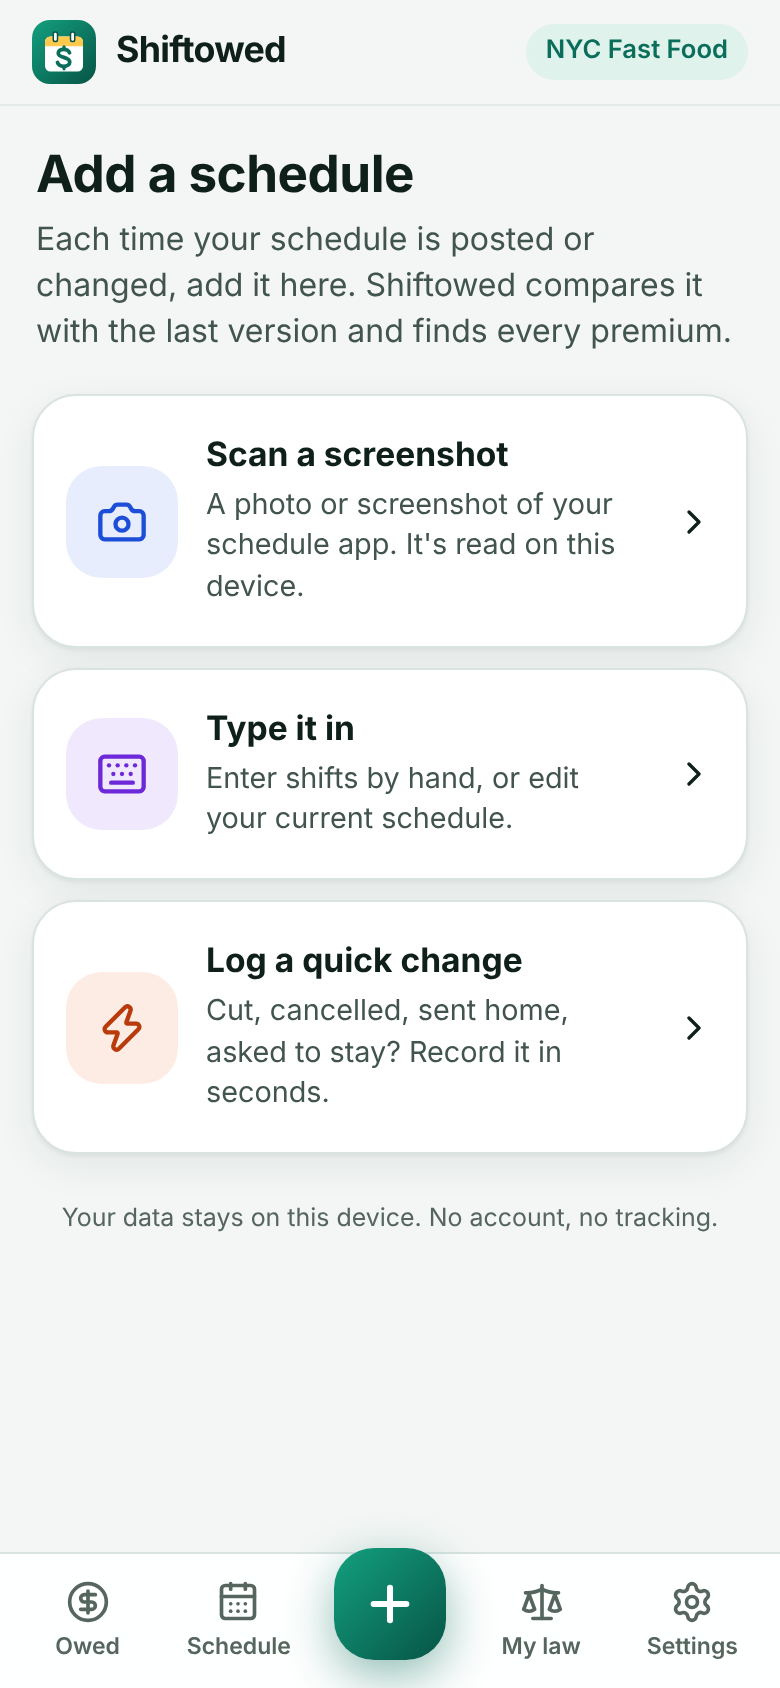 Shiftowed
NYC Fast Food
Add a schedule
Each time your schedule is posted or
changed, add it here. Shiftowed compares it
with the last version and finds every premium.
Scan a screenshot
A photo or screenshot of your
schedule app. It's read on this
device.
Type it in
Enter shifts by hand, or edit
your current schedule.
Log a quick change
Cut, cancelled, sent home,
asked to stay? Record it in
seconds.
Your data stays on this device. No account, no tracking.
Owed
Schedule
My law
Settings